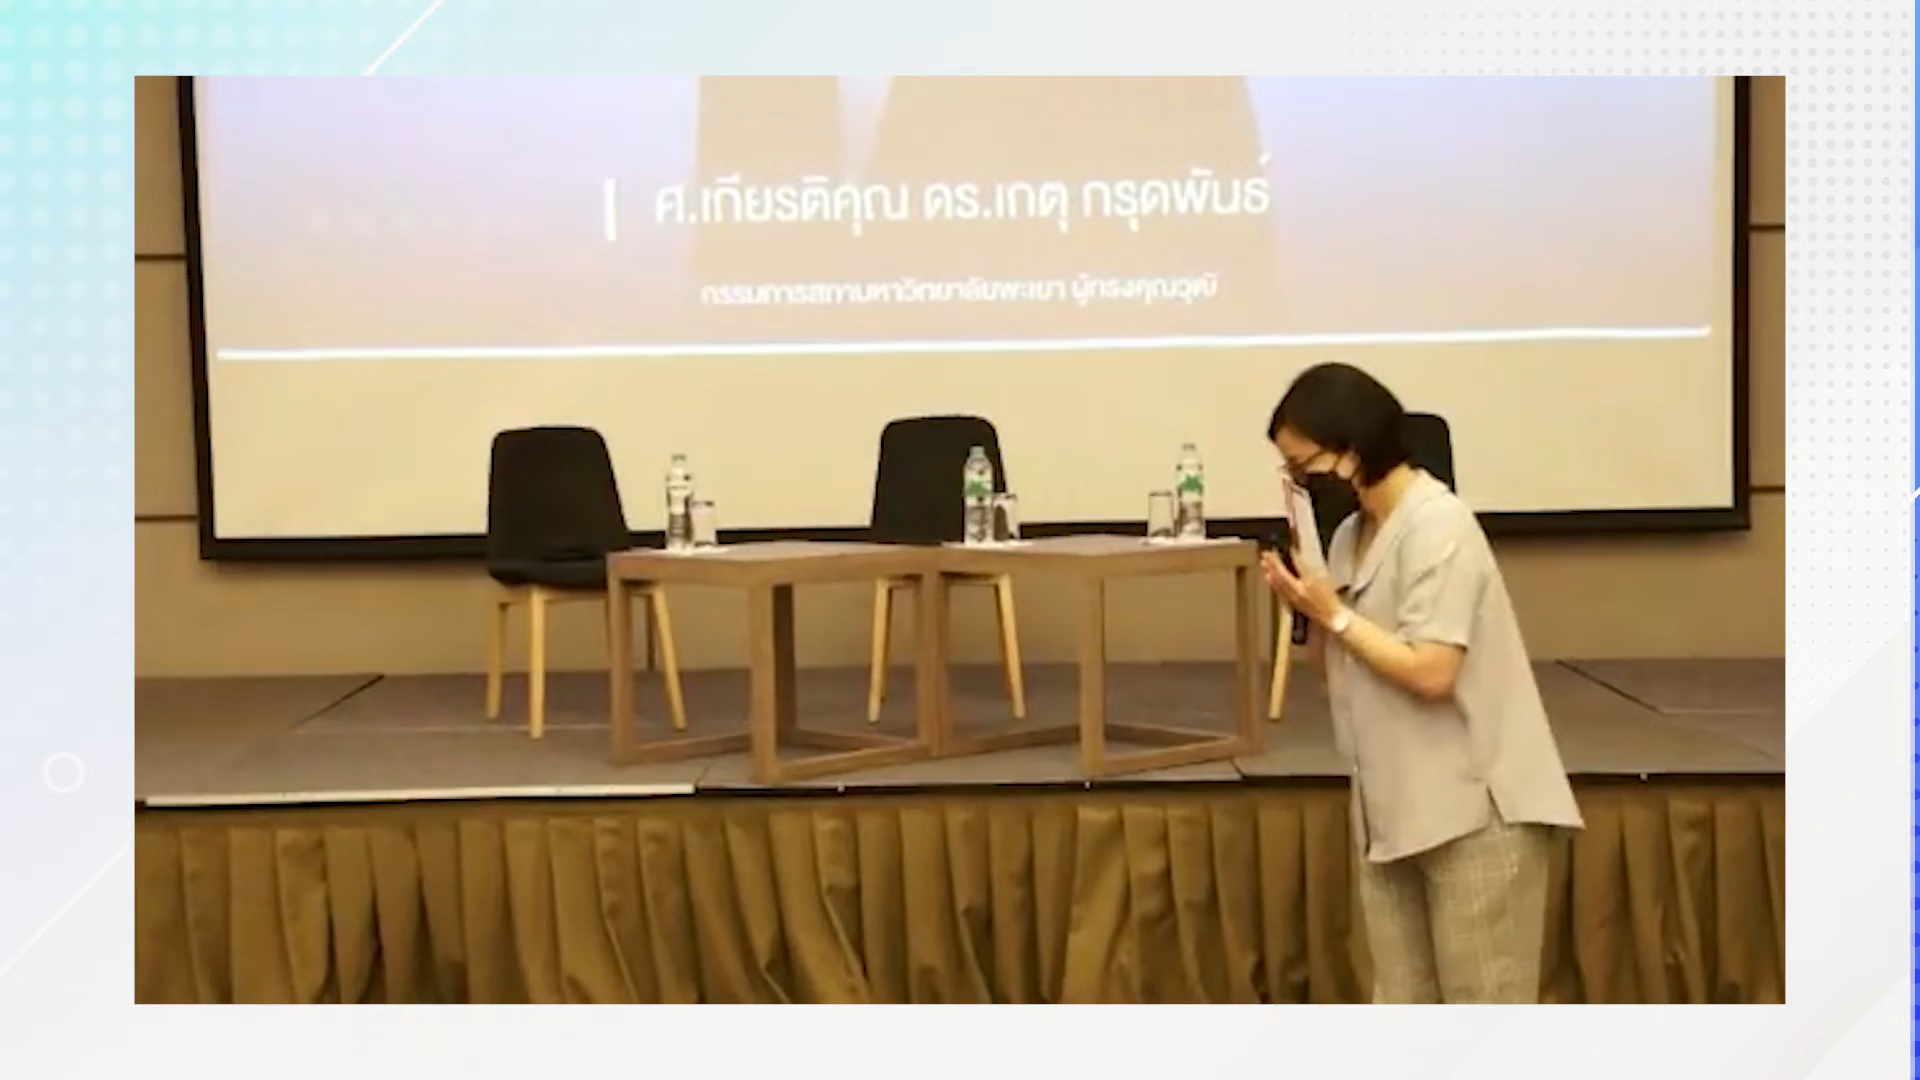 ศ.เกียรติคุณ ดร.เกตุ กรุดพันธ์
กรรมการสภามหาวิทยาลัยพะเยา ผู้ทรงคุณวุฒิ